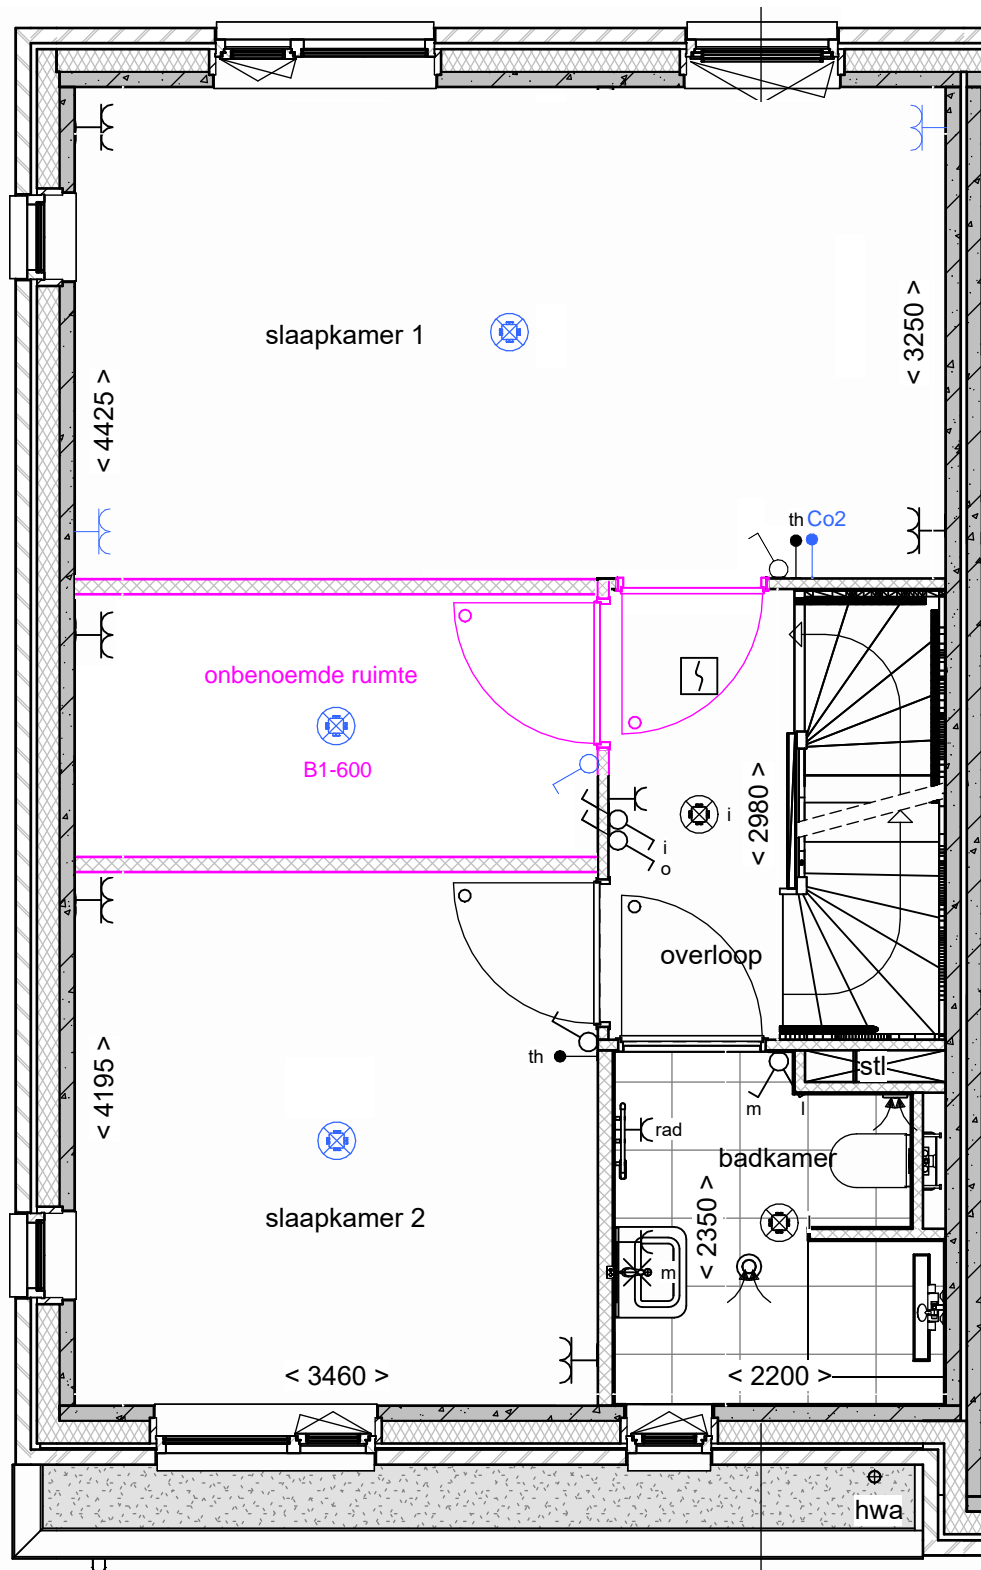 slaapkamer 1
< 3250 >
< 4425 >
th Co2
onbenoemde ruimte
B1-600
< 2980 >
i
i
o
overloop
< 4195 >
th
stl
m
l
rad
badkamer
< 2350 >
slaapkamer 2
m
< 3460 >
< 2200 >
hwa